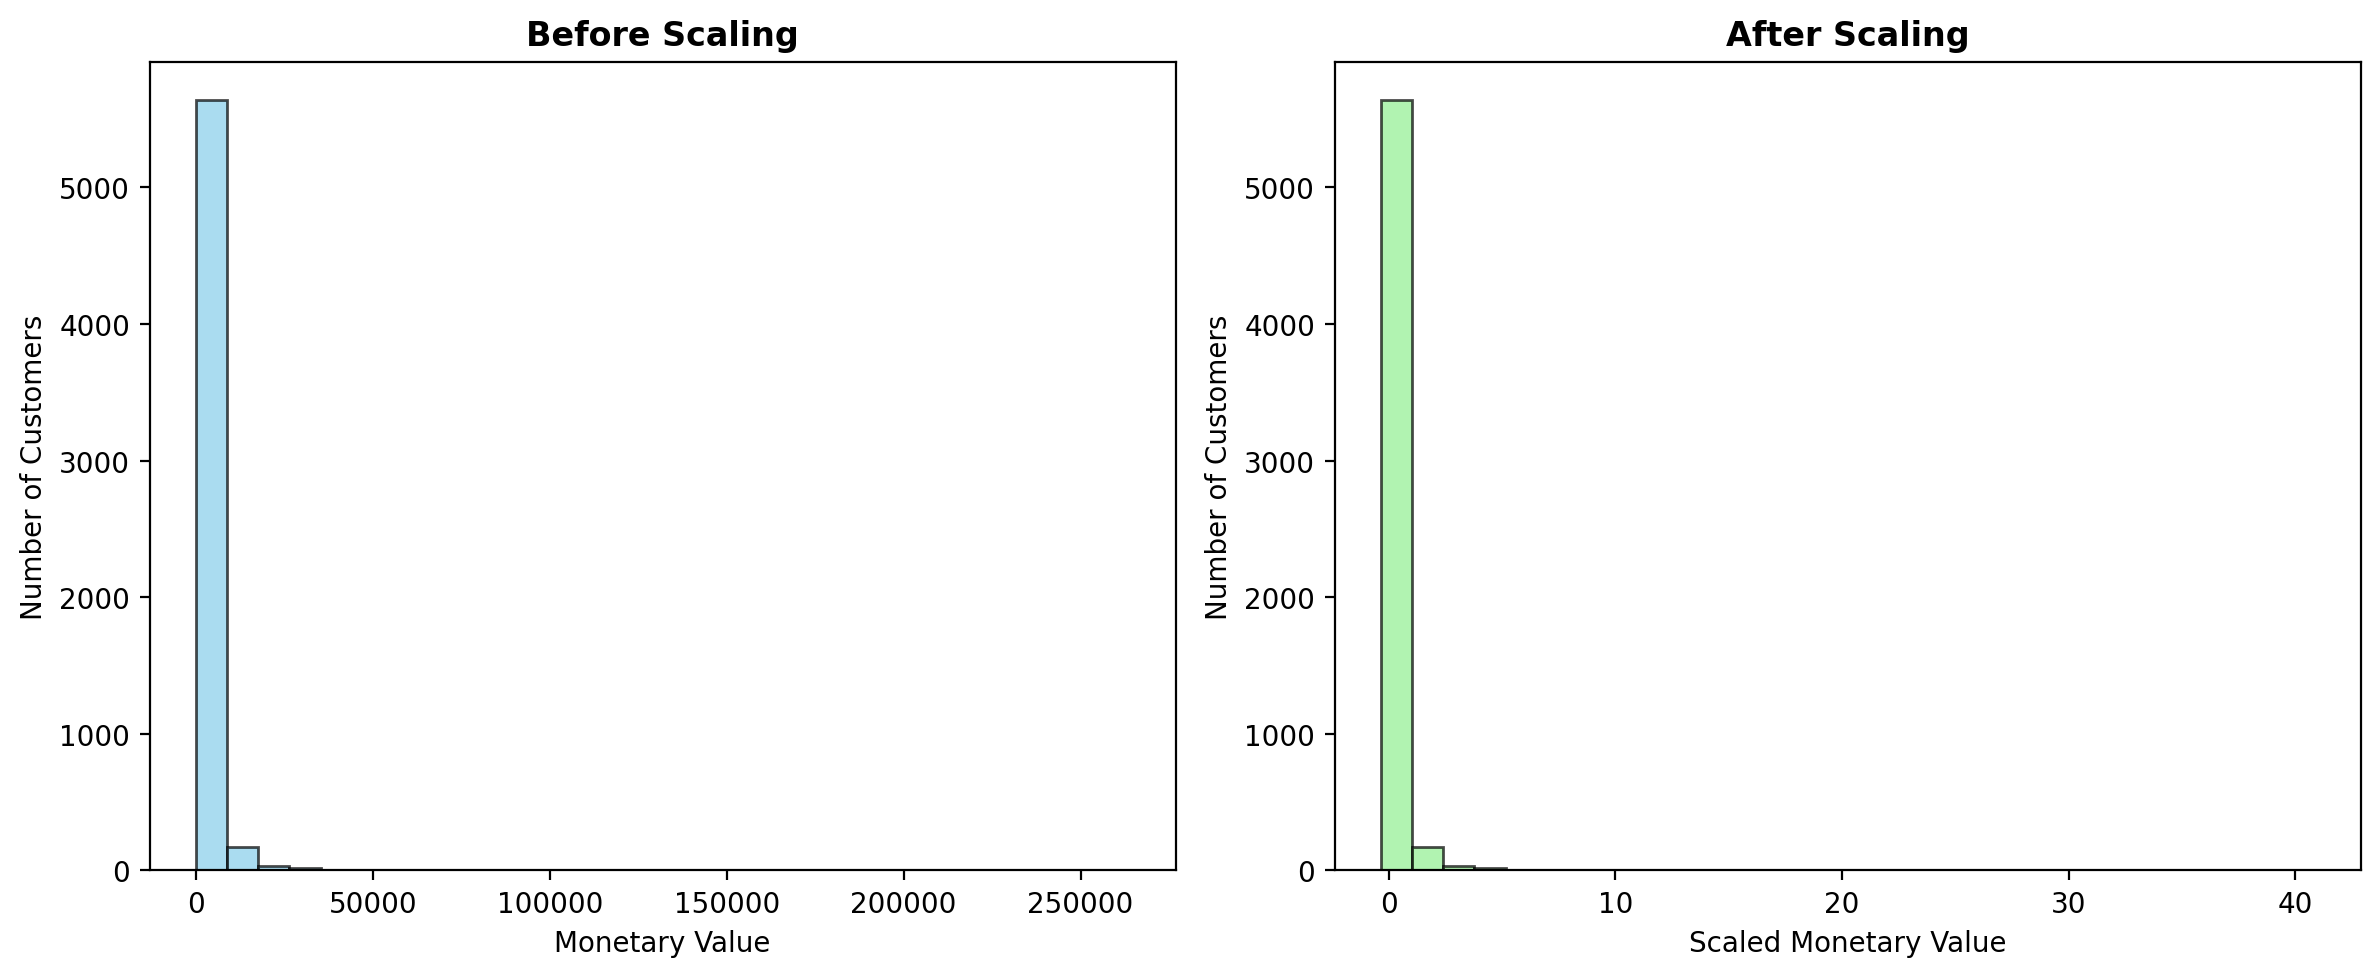 Before Scaling
Number of Customers
5000
4000
3000
2000
1000
0
0 50000 100000 150000 200000 250000
Monetary Value
After Scaling
Number of Customers
5000
4000
3000
2000
1000
0
0 10 20 30 40
Scaled Monetary Value